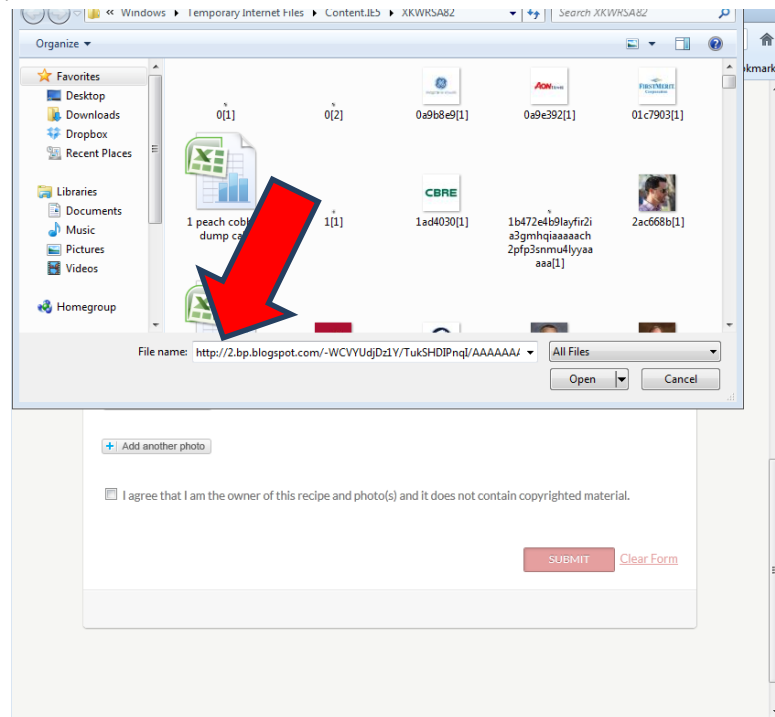 « Windows ▸ Temporary Internet Files ▸ Content.IE5 ▸ XKWRSA82 Search XKWRSA82
Organize
Favorites
Desktop
Downloads
Dropbox
Recent Places
Libraries
Documents
Music
Pictures
Videos
Homegroup
0[1] 0[2] 0a9b8e9[1] 0a9e392[1] 01c7903[1]
AON
FIRSTMERIT
CBRE
1 peach cobb
dump ca
1[1] 1ad4030[1]
1b472e4b9layfir2i
a3gmhqiaaaaach
2pfp3snmu4lyyaa
aaa[1]
2ac668b[1]
File name: http://2.bp.blogspot.com/-WCVYUdjDz1Y/TukSHDIPnqI/AAAAAA All Files
Open Cancel
okmark
+ Add another photo
I agree that I am the owner of this recipe and photo(s) and it does not contain copyrighted material.
SUBMIT Clear Form